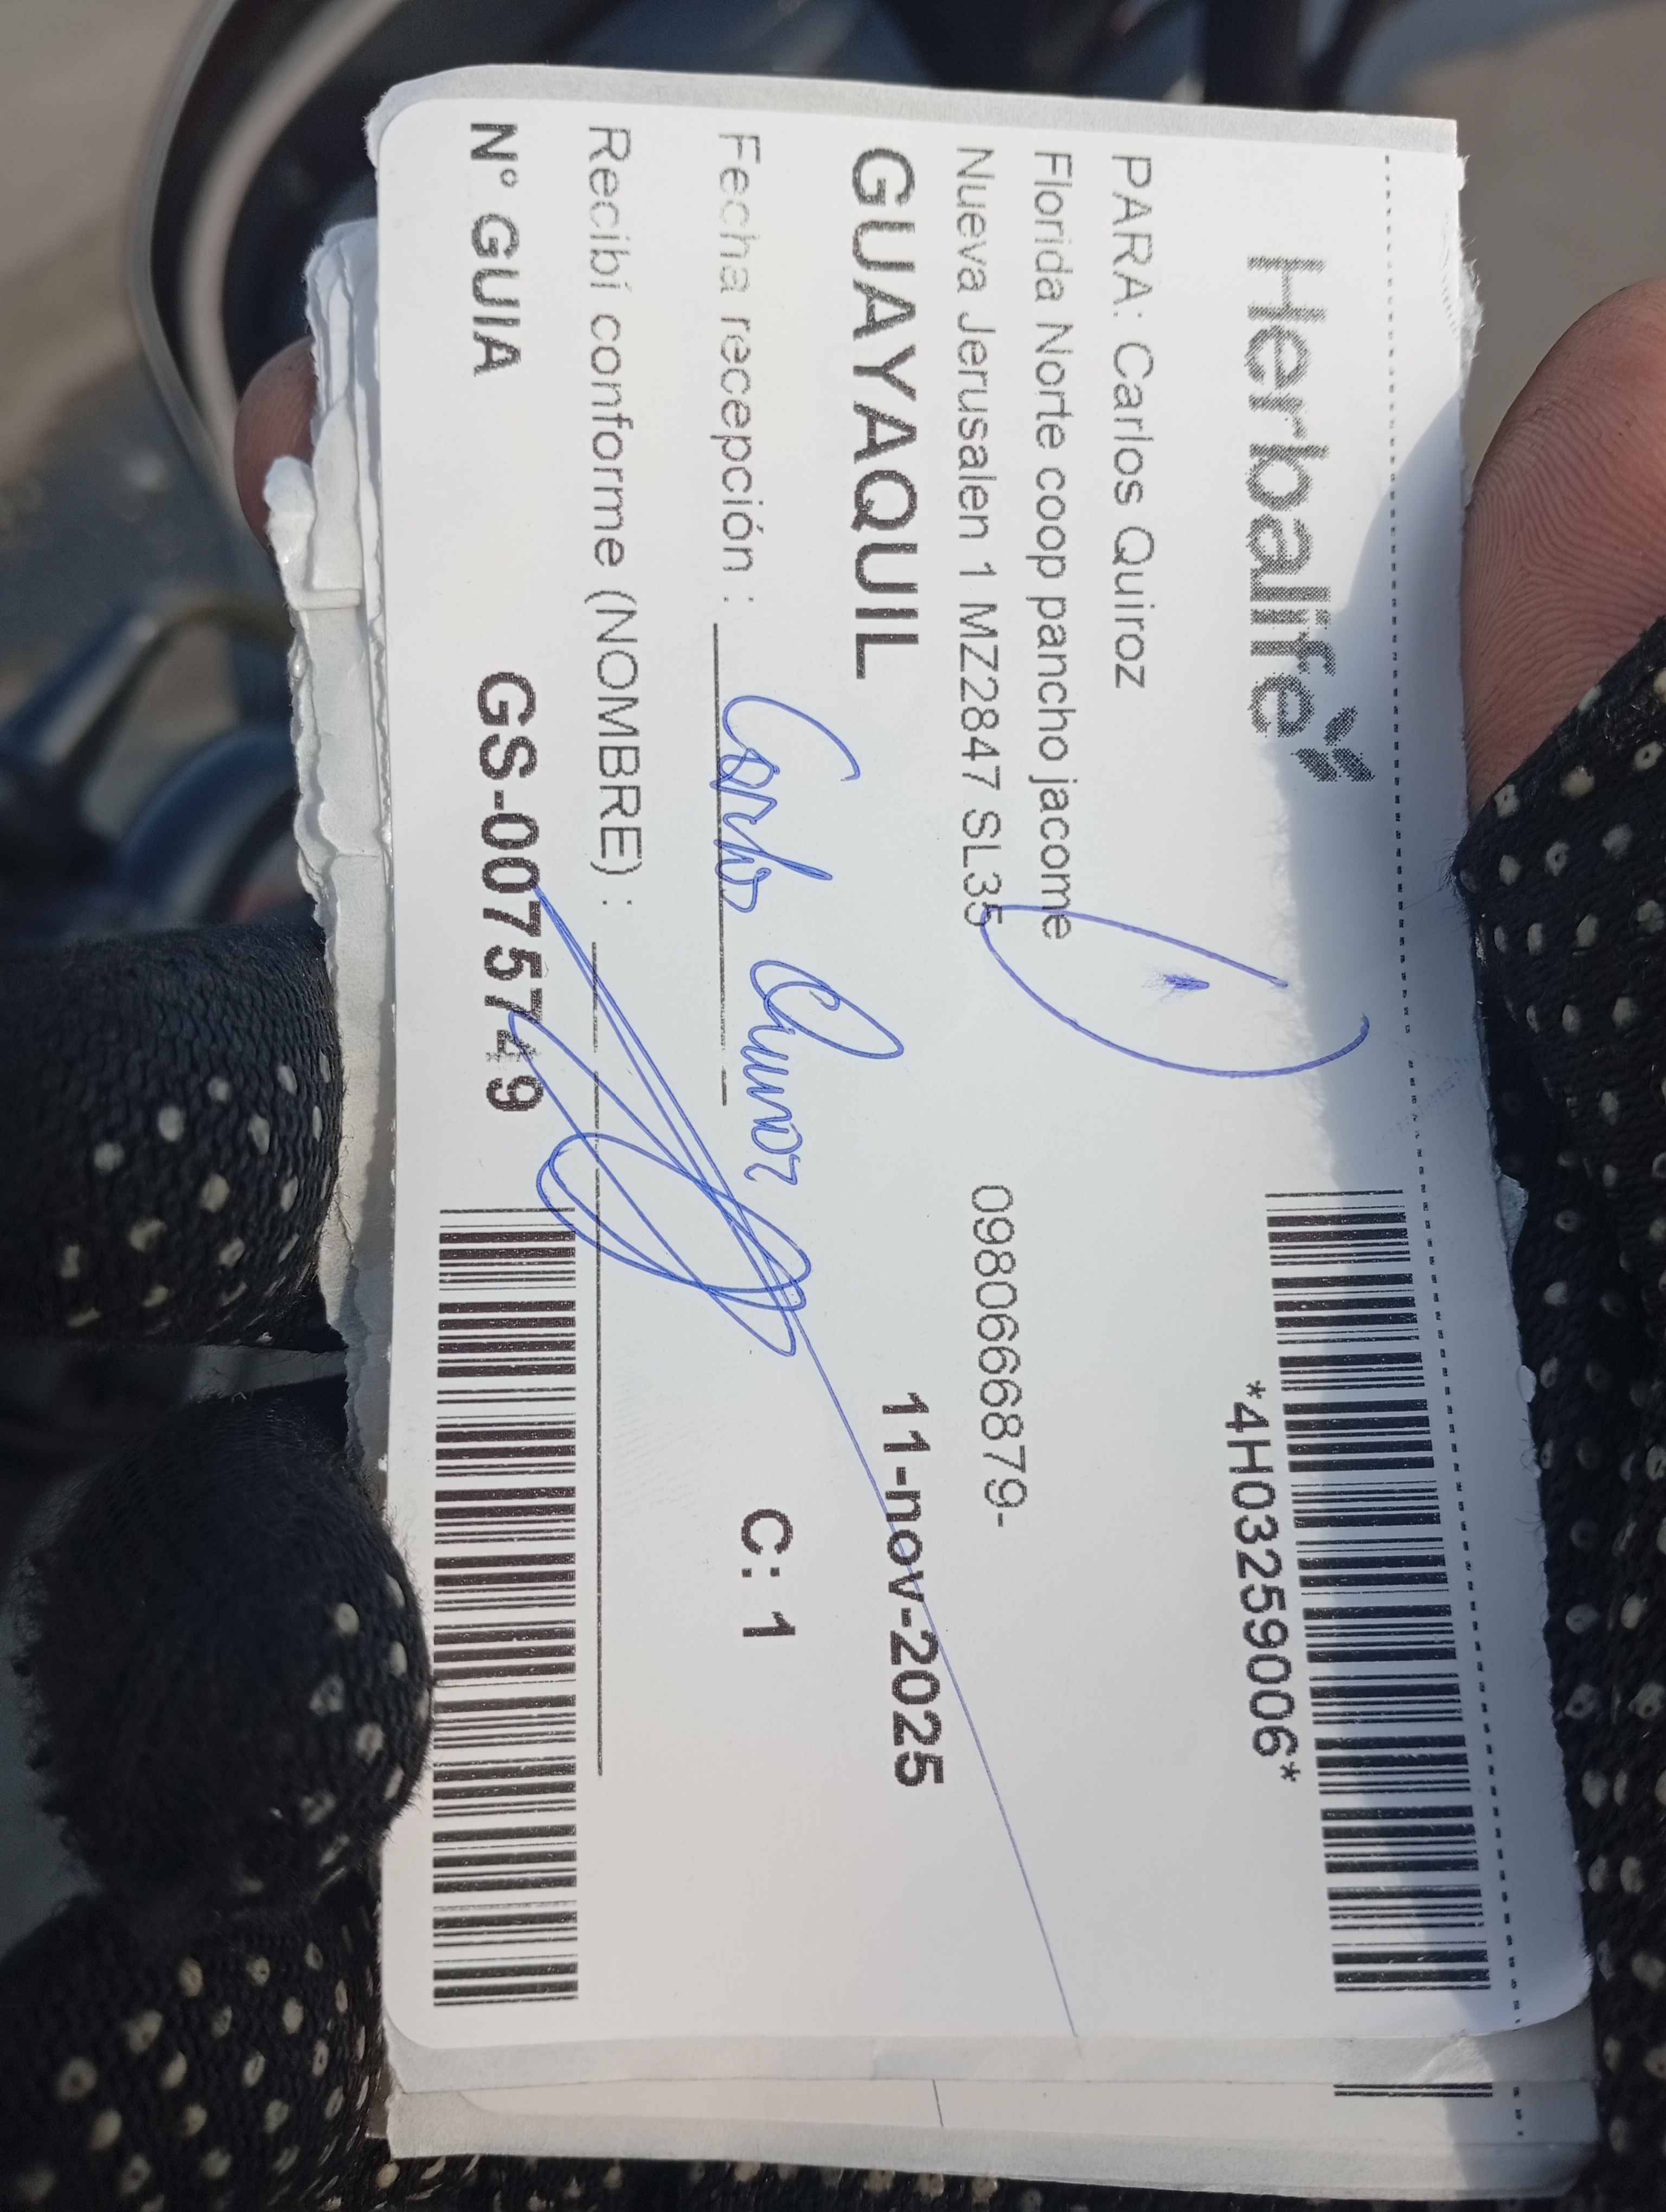 Herbalife
*4H03259006*
PARA: Carlos Quiroz
Florida Norte coop pancho jacome
Nueva Jerusalen 1 MZ2847 SL35 0980666879-
GUAYAQUIL 11-nov-2025
Fecha recepción : Carlos Quiroz C: 1
Recibí conforme (NOMBRE) :
N° GUIA GS-0075749